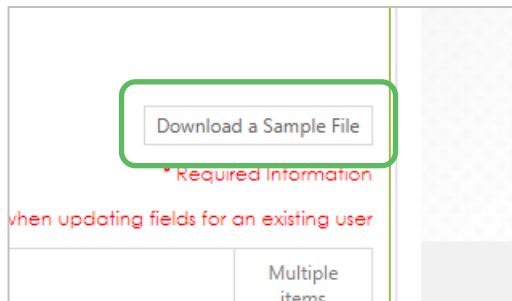 Download a Sample File
* Required Information
when updating fields for an existing user
Multiple
items